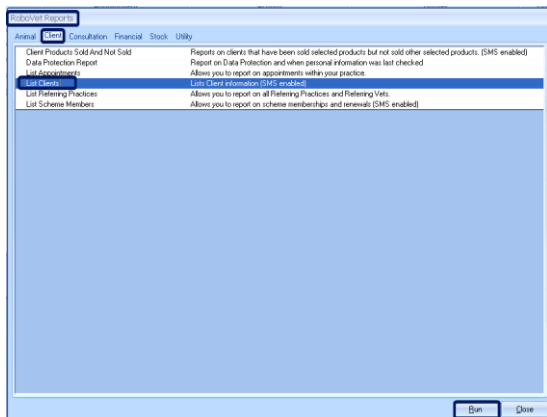 RoboVet Reports
Animal Client Consultation Financial Stock Utility
Client Products Sold And Not Sold Reports on clients that have been sold selected products but not sold other selected products. (SMS enabled)
Data Protection Report Report on Data Protection and when personal information was last checked
List Appointments Allows you to report on appointments within your practice.
List Clients Lists Client information (SMS enabled)
List Referring Practices Allows you to report on all Referring Practices and Referring Vets.
List Scheme Members Allows you to report on scheme memberships and renewals (SMS enabled)
Run Close